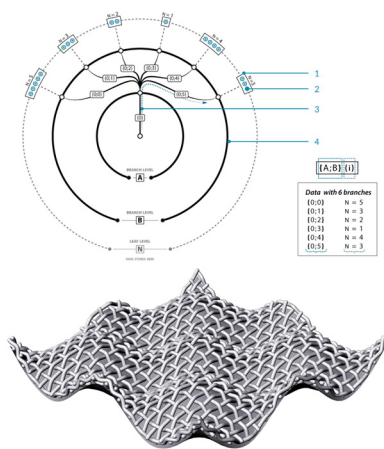 N = 2
N = 1
N = 3
N = 4
N = 5
N = 3
1
2
3
4
{0;0}
{0;1}
{0;2}
{0;3}
{0;4}
{0;5}
{0}
BRANCH LEVEL
A
BRANCH LEVEL
B
LEAF LEVEL
N
{A;B} (i)
Data with 6 branches
{0;0} N = 5
{0;1} N = 3
{0;2} N = 2
{0;3} N = 1
{0;4} N = 4
{0;5} N = 3